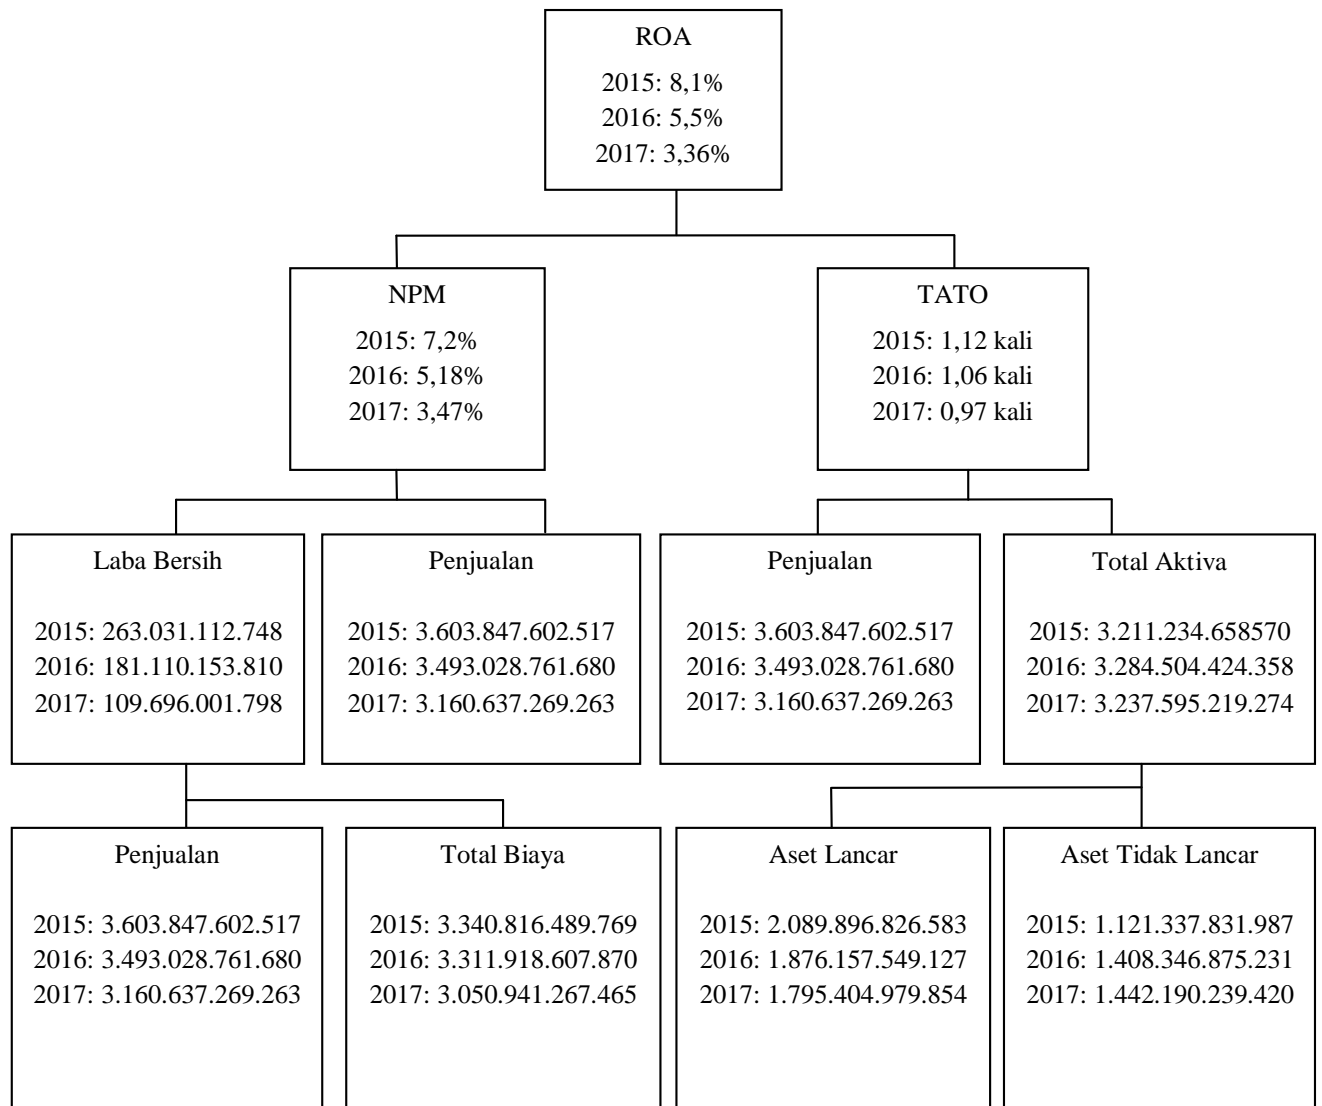 ROA
2015: 8,1%
2016: 5,5%
2017: 3,36%
NPM
2015: 7,2%
2016: 5,18%
2017: 3,47%
TATO
2015: 1,12 kali
2016: 1,06 kali
2017: 0,97 kali
Laba Bersih
2015: 263.031.112.748
2016: 181.110.153.810
2017: 109.696.001.798
Penjualan
2015: 3.603.847.602.517
2016: 3.493.028.761.680
2017: 3.160.637.269.263
Penjualan
2015: 3.603.847.602.517
2016: 3.493.028.761.680
2017: 3.160.637.269.263
Total Aktiva
2015: 3.211.234.658570
2016: 3.284.504.424.358
2017: 3.237.595.219.274
Penjualan
2015: 3.603.847.602.517
2016: 3.493.028.761.680
2017: 3.160.637.269.263
Total Biaya
2015: 3.340.816.489.769
2016: 3.311.918.607.870
2017: 3.050.941.267.465
Aset Lancar
2015: 2.089.896.826.583
2016: 1.876.157.549.127
2017: 1.795.404.979.854
Aset Tidak Lancar
2015: 1.121.337.831.987
2016: 1.408.346.875.231
2017: 1.442.190.239.420